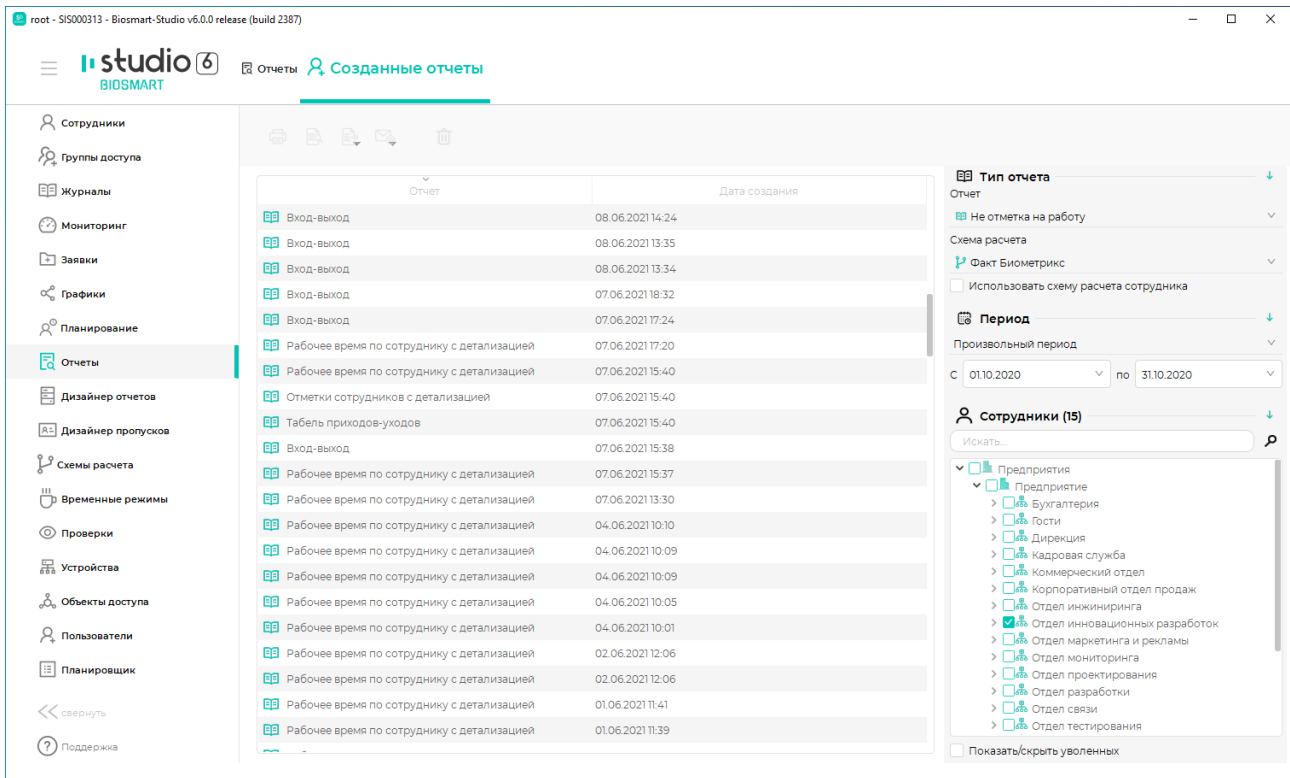 root - SIS000313 - Biosmart-Studio v6.0.0 release (build 2387)
studio 6
BIOSMART
Отчеты
Созданные отчеты
Сотрудники
Группы доступа
Журналы
Мониторинг
Заявки
Графики
Планирование
Отчеты
Дизайнер отчетов
Дизайнер пропусков
Схемы расчета
Временные режимы
Проверки
Устройства
Объекты доступа
Пользователи
Планировщик
свернуть
Поддержка
Отчет Дата создания
Вход-выход 08.06.2021 14:24
Вход-выход 08.06.2021 13:35
Вход-выход 08.06.2021 13:34
Вход-выход 07.06.2021 18:32
Вход-выход 07.06.2021 17:24
Рабочее время по сотруднику с детализацией 07.06.2021 17:20
Рабочее время по сотруднику с детализацией 07.06.2021 15:40
Отметки сотрудников с детализацией 07.06.2021 15:40
Табель приходов-уходов 07.06.2021 15:40
Вход-выход 07.06.2021 15:38
Рабочее время по сотруднику с детализацией 07.06.2021 15:37
Рабочее время по сотруднику с детализацией 07.06.2021 13:30
Рабочее время по сотруднику с детализацией 04.06.2021 10:10
Рабочее время по сотруднику с детализацией 04.06.2021 10:09
Рабочее время по сотруднику с детализацией 04.06.2021 10:09
Рабочее время по сотруднику с детализацией 04.06.2021 10:05
Рабочее время по сотруднику с детализацией 04.06.2021 10:01
Рабочее время по сотруднику с детализацией 02.06.2021 12:06
Рабочее время по сотруднику с детализацией 02.06.2021 12:06
Рабочее время по сотруднику с детализацией 01.06.2021 11:41
Рабочее время по сотруднику с детализацией 01.06.2021 11:39
Тип отчета
Отчет
Не отметка на работу
Схема расчета
Факт Биометрикс
Использовать схему расчета сотрудника
Период
Произвольный период
С 01.10.2020 по 31.10.2020
Сотрудники (15)
Искать...
Предприятия
Предприятие
Бухгалтерия
Гости
Дирекция
Кадровая служба
Коммерческий отдел
Корпоративный отдел продаж
Отдел инжиниринга
Отдел инновационных разработок
Отдел маркетинга и рекламы
Отдел мониторинга
Отдел проектирования
Отдел разработки
Отдел связи
Отдел тестирования
Показать/скрыть уволенных